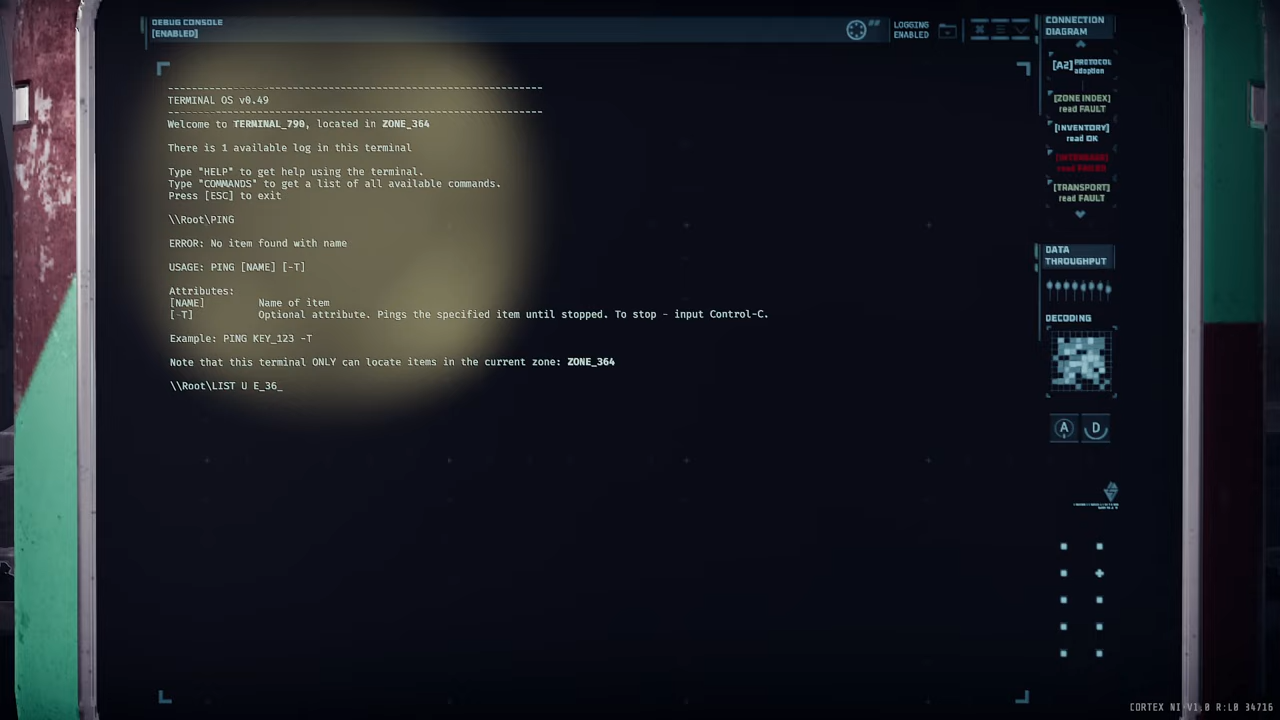 DEBUG CONSOLE
[ENABLED]
LOGGING
ENABLED
------------------------------------------------------------
TERMINAL OS v0.49
------------------------------------------------------------
Welcome to TERMINAL_790, located in ZONE_364
There is 1 available log in this terminal
Type "HELP" to get help using the terminal.
Type "COMMANDS" to get a list of all available commands.
Press [ESC] to exit
\\Root\PING
ERROR: No item found with name
USAGE: PING [NAME] [-T]
Attributes:
[NAME] Name of item
[-T] Optional attribute. Pings the specified item until stopped. To stop - input Control-C.
Example: PING KEY_123 -T
Note that this terminal ONLY can locate items in the current zone: ZONE_364
\\Root\LIST U E_36_
CONNECTION
DIAGRAM
[A2] PROTOCOL
adaption
[ZONE INDEX]
read FAULT
[INVENTORY]
read OK
read FAILED
[TRANSPORT]
read FAULT
DATA
THROUGHPUT
DECODING
A D
CORTEX NI-V1.0 R:L0 34716